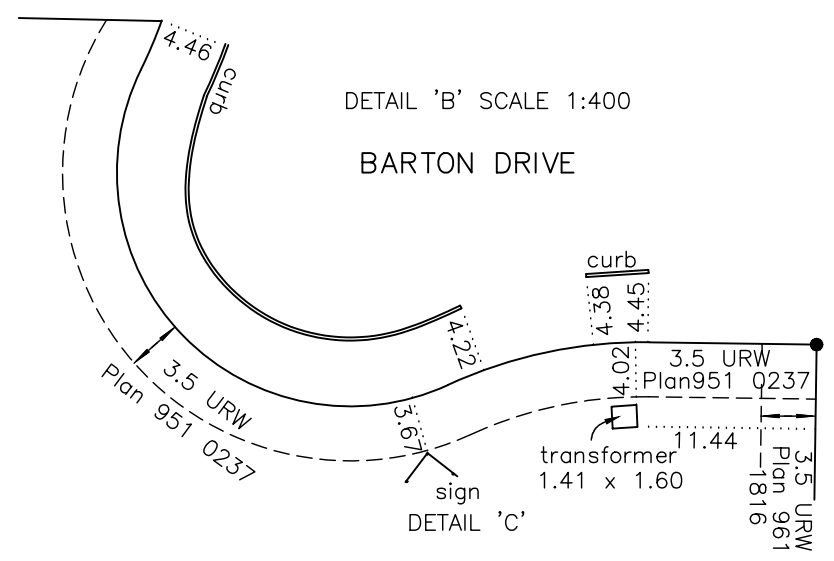 4.46
curb
DETAIL 'B' SCALE 1:400
BARTON DRIVE
curb
4.38
4.45
4.22
3.5 URW
Plan 951 0237
4.02
3.5 URW
Plan951 0237
3.67
11.44
transformer
1.41 x 1.60
sign
DETAIL 'C'
3.5 URW
Plan 961
1816